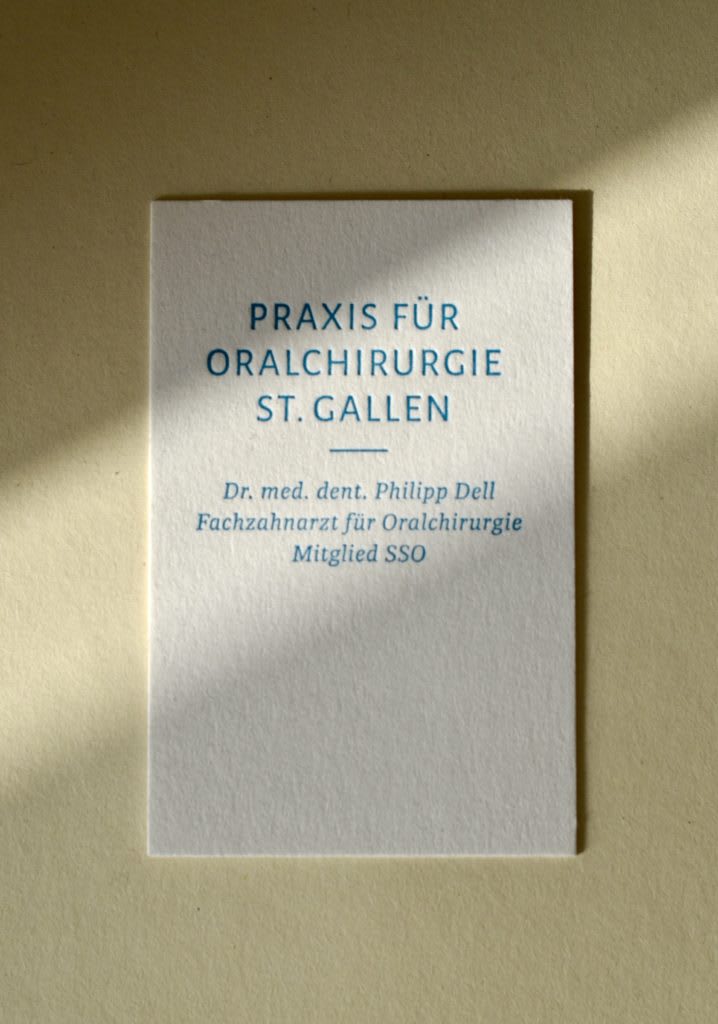 PRAXIS FÜR
ORALCHIRURGIE
ST. GALLEN
Dr. med. dent. Philipp Dell
Fachzahnarzt für Oralchirurgie
Mitglied SSO